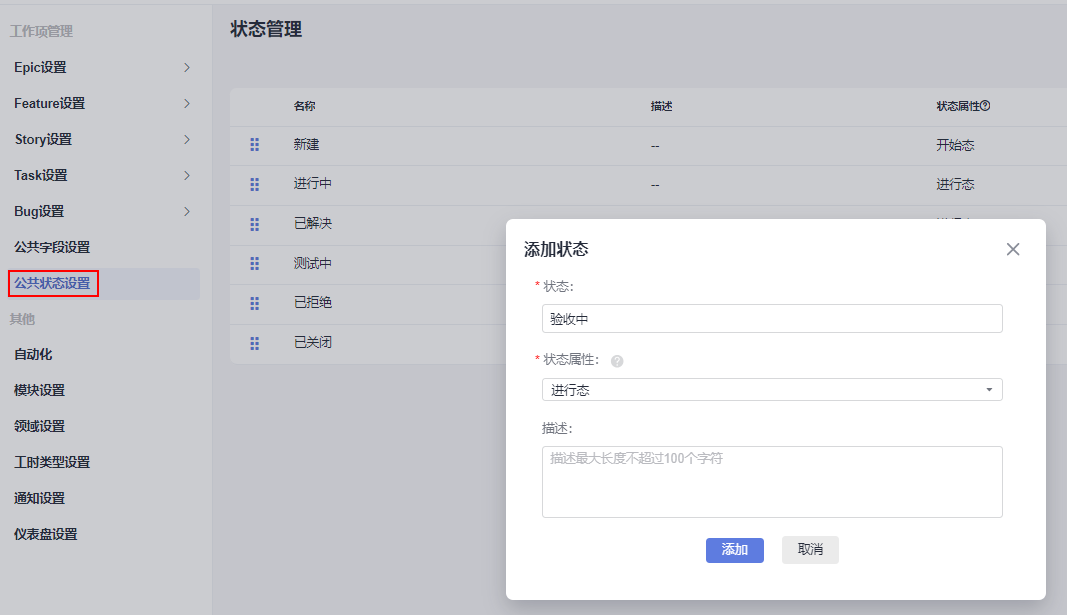 工作项管理
Epic设置
Feature设置
Story设置
Task设置
Bug设置
公共字段设置
公共状态设置
其他
自动化
模块设置
领域设置
工时类型设置
通知设置
仪表盘设置
状态管理
名称 描述 状态属性
新建 -- 开始态
进行中 -- 进行态
已解决
测试中
已拒绝
已关闭
添加状态
* 状态:
验收中
* 状态属性: ?
进行态
描述:
描述最大长度不超过100个字符
添加 取消